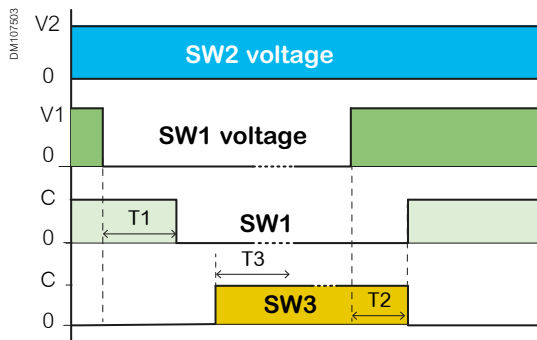 DM107503
V2
SW2 voltage
0
V1
SW1 voltage
0
C
T1
SW1
0
T3
C
SW3
T2
0